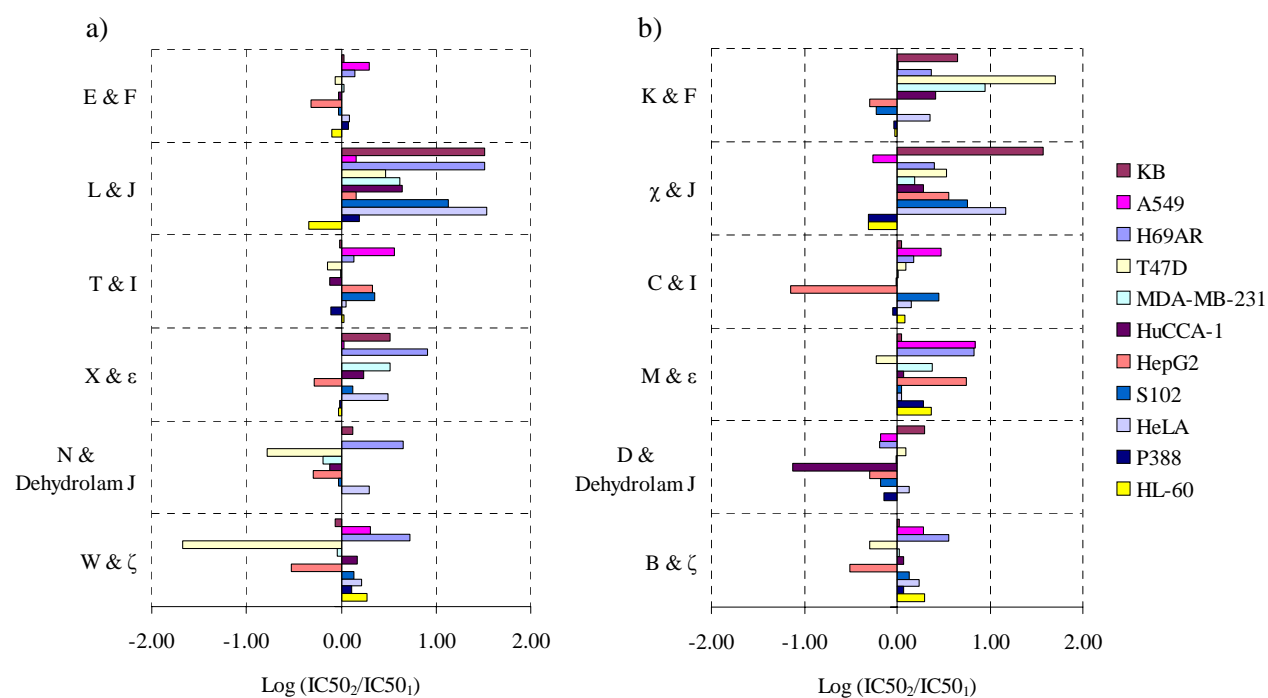 a)
E & F
L & J
T & I
X & ε
N &
Dehydrolam J
W & ζ
-2.00 -1.00 0.00 1.00 2.00
Log (IC50₂/IC50₁)
b)
K & F
χ & J
C & I
M & ε
D &
Dehydrolam J
B & ζ
-2.00 -1.00 0.00 1.00 2.00
Log (IC50₂/IC50₁)
KB
A549
H69AR
T47D
MDA-MB-231
HuCCA-1
HepG2
S102
HeLA
P388
HL-60